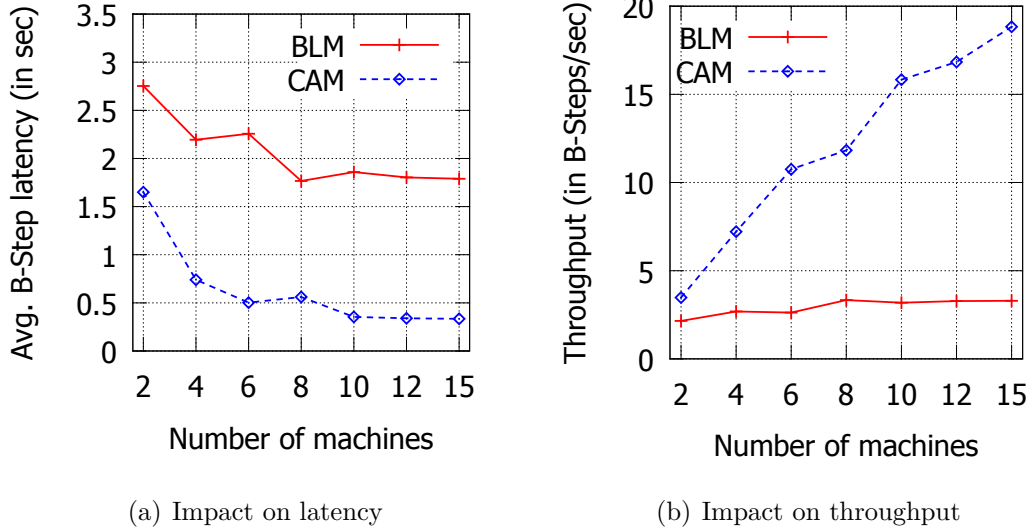 Avg. B-Step latency (in sec)
3.5
3
2.5
2
1.5
1
0.5
0
BLM
CAM
2 4 6 8 10 12 15
Number of machines
(a) Impact on latency
Throughput (in B-Steps/sec)
20
15
10
5
0
BLM
CAM
2 4 6 8 10 12 15
Number of machines
(b) Impact on throughput